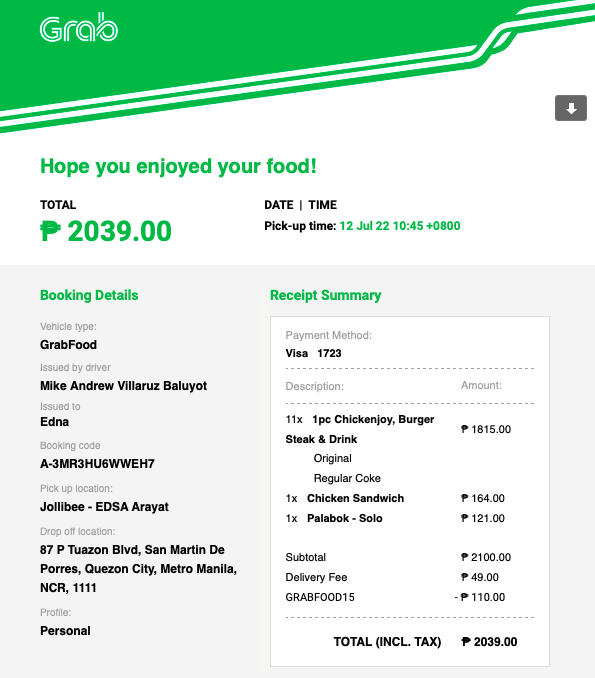 Grab
Hope you enjoyed your food!
TOTAL
₱ 2039.00
DATE | TIME
Pick-up time: 12 Jul 22 10:45 +0800
Booking Details
Vehicle type:
GrabFood
Issued by driver
Mike Andrew Villaruz Baluyot
Issued to
Edna
Booking code
A-3MR3HU6WWEH7
Pick up location:
Jollibee - EDSA Arayat
Drop off location:
87 P Tuazon Blvd, San Martin De
Porres, Quezon City, Metro Manila,
NCR, 1111
Profile:
Personal
Receipt Summary
Payment Method:
Visa 1723
Description: Amount:
11x 1pc Chickenjoy, Burger
Steak & Drink ₱ 1815.00
Original
Regular Coke
1x Chicken Sandwich ₱ 164.00
1x Palabok - Solo ₱ 121.00
Subtotal ₱ 2100.00
Delivery Fee ₱ 49.00
GRABFOOD15 - ₱ 110.00
TOTAL (INCL. TAX) ₱ 2039.00